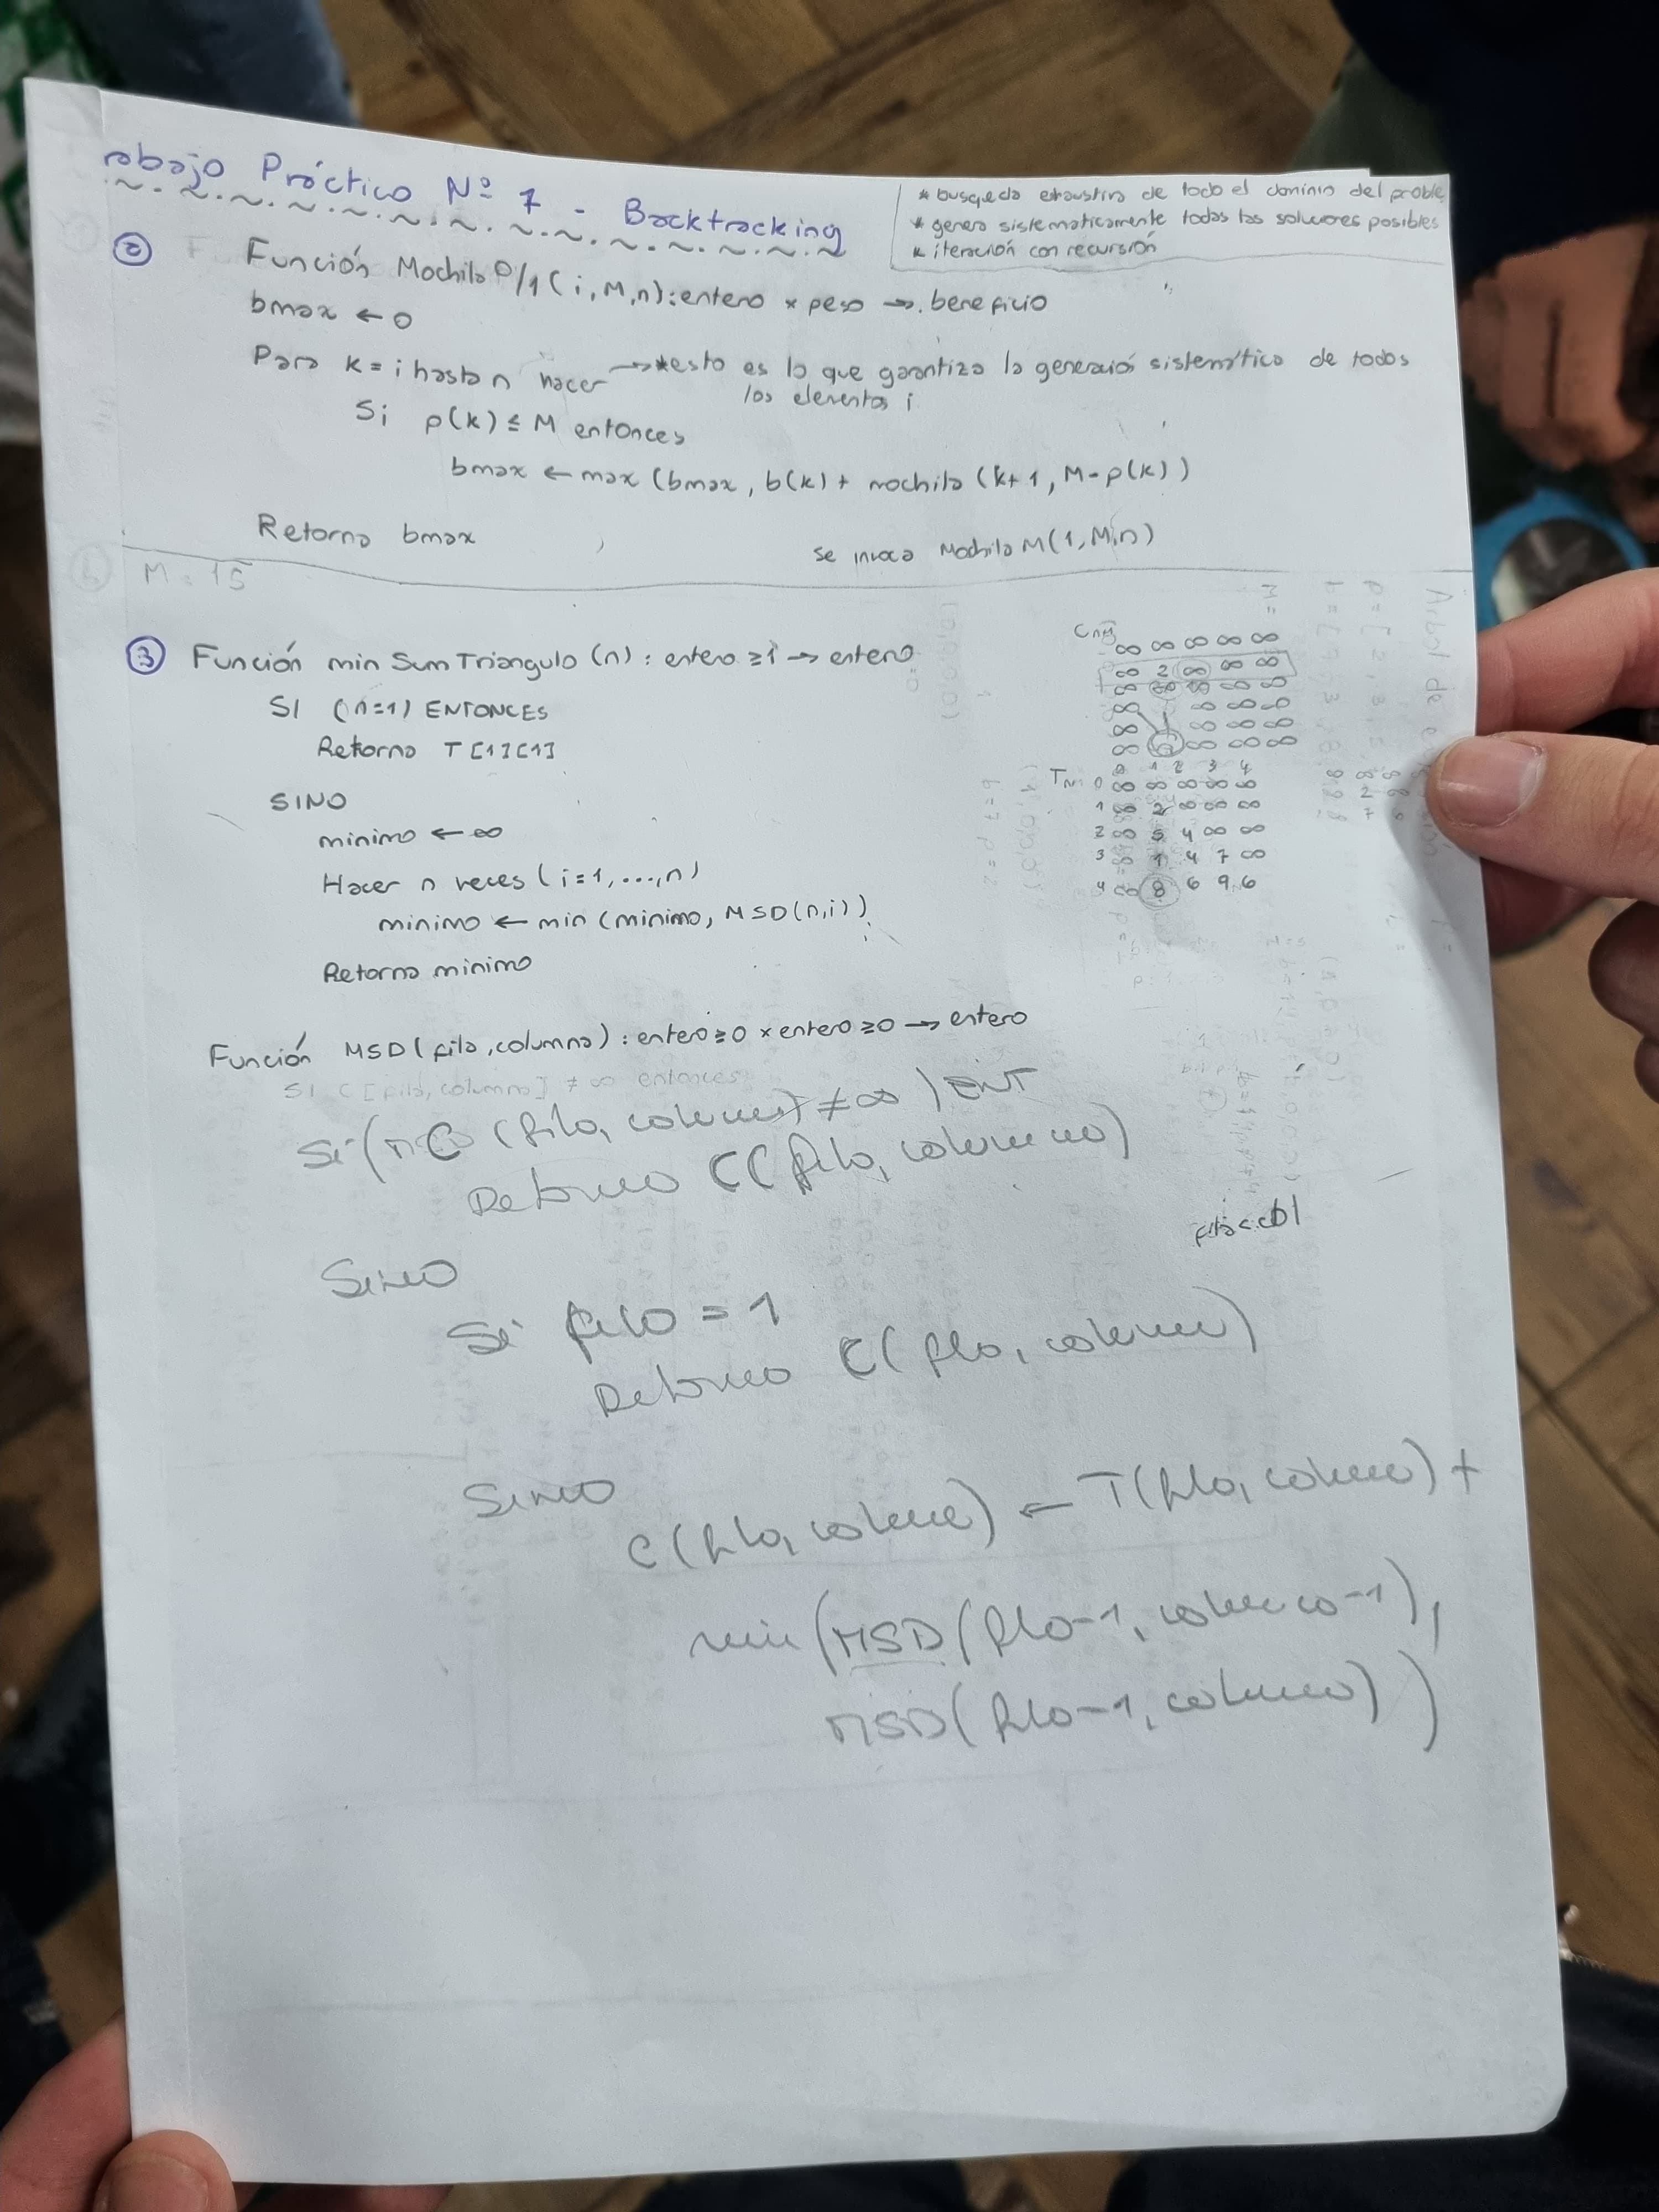 abajo Práctico Nº 7 - Backtracking
* busqueda exhaustiva de todo el dominio del proble
* genera sistematicamente todas las soluciones posibles
* iteración con recursión
② Función Mochila 0/1 (i, M, n): entero × peso → beneficio
bmax ← 0
Para k = i hasta n hacer → *esto es lo que garantiza la generació sistemática de todos
los elementos i
Si p(k) ≤ M entonces
bmax ← max (bmax, b(k) + mochila (k+1, M-p(k))
Retorna bmax
se invoca Mochila M(1, M, n)
M = 15
③ Función min Sum Triangulo (n) : entero ≥1 → entero
SI (n=1) ENTONCES
Retorna T[1][1]
SINO
minimo ← ∞
Hacer n veces (i=1, ..., n)
minimo ← min (minimo, MSD(n,i))
Retorna minimo
∞ ∞ ∞ ∞ ∞
∞ 2 ∞ ∞ ∞
∞ ∞ ∞ ∞ ∞
∞ ∞ ∞ ∞
∞ ∞ ∞ ∞
∞ ∞ ∞ ∞
0 1 2 3 4
0 ∞ ∞ ∞ ∞ ∞
1 ∞ 2 ∞ ∞ ∞
2 ∞ 5 4 ∞ ∞
3 ∞ 1 4 7 ∞
4 ∞ 8 6 9 6
Función MSD (fila, columna) : entero ≥0 × entero ≥0 → entero
SI C [fila, columna] ≠ ∞ entonces
Si ( C (fila, columna) ≠ ∞ ) ENT
Retorno C(fila, columna)
fila < col
Sino
Si fila = 1
Retorno C(fila, columna)
Sino
C(fila, columna) ← T(fila, columna) +
min (MSD (fila-1, columna-1),
MSD (fila-1, columna) )